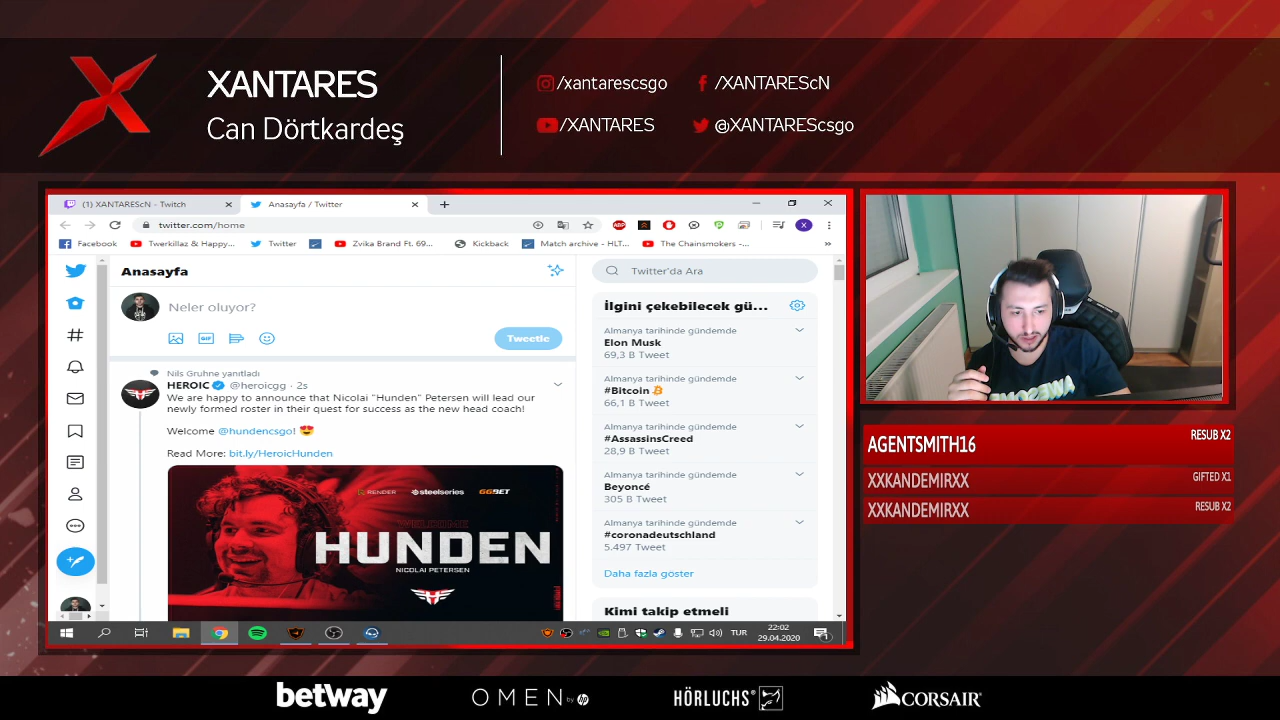 XANTARES
Can Dörtkardeş
/xantarescsgo
/XANTAREScN
/XANTARES
@XANTAREScsgo
(1) XANTAREScN - Twitch
Anasayfa / Twitter
twitter.com/home
Facebook
Twerkillaz & Happy...
Twitter
Zvika Brand Ft. 69...
Kickback
Match archive - HLT...
The Chainsmokers -...
Anasayfa
Neler oluyor?
GIF
Tweetle
Nils Gruhne yanıtladı
HEROIC @heroicgg · 2s
We are happy to announce that Nicolai "Hunden" Petersen will lead our
newly formed roster in their quest for success as the new head coach!
Welcome @hundencsgo! 😍
Read More: bit.ly/HeroicHunden
RENDER
steelseries
GG.BET
WELCOME
HUNDEN
NICOLAI PETERSEN
Twitter'da Ara
İlgini çekebilecek gü...
Almanya tarihinde gündemde
Elon Musk
69,3 B Tweet
Almanya tarihinde gündemde
#Bitcoin
66,1 B Tweet
Almanya tarihinde gündemde
#AssassinsCreed
28,9 B Tweet
Almanya tarihinde gündemde
Beyoncé
305 B Tweet
Almanya tarihinde gündemde
#coronadeutschland
5.497 Tweet
Daha fazla göster
Kimi takip etmeli
TUR
22:02
29.04.2020
AGENTSMITH16
RESUB X2
XXKANDEMIRXX
GIFTED X1
XXKANDEMIRXX
RESUB X2
betway
OMEN by hp
HÖRLUCHS®
CORSAIR